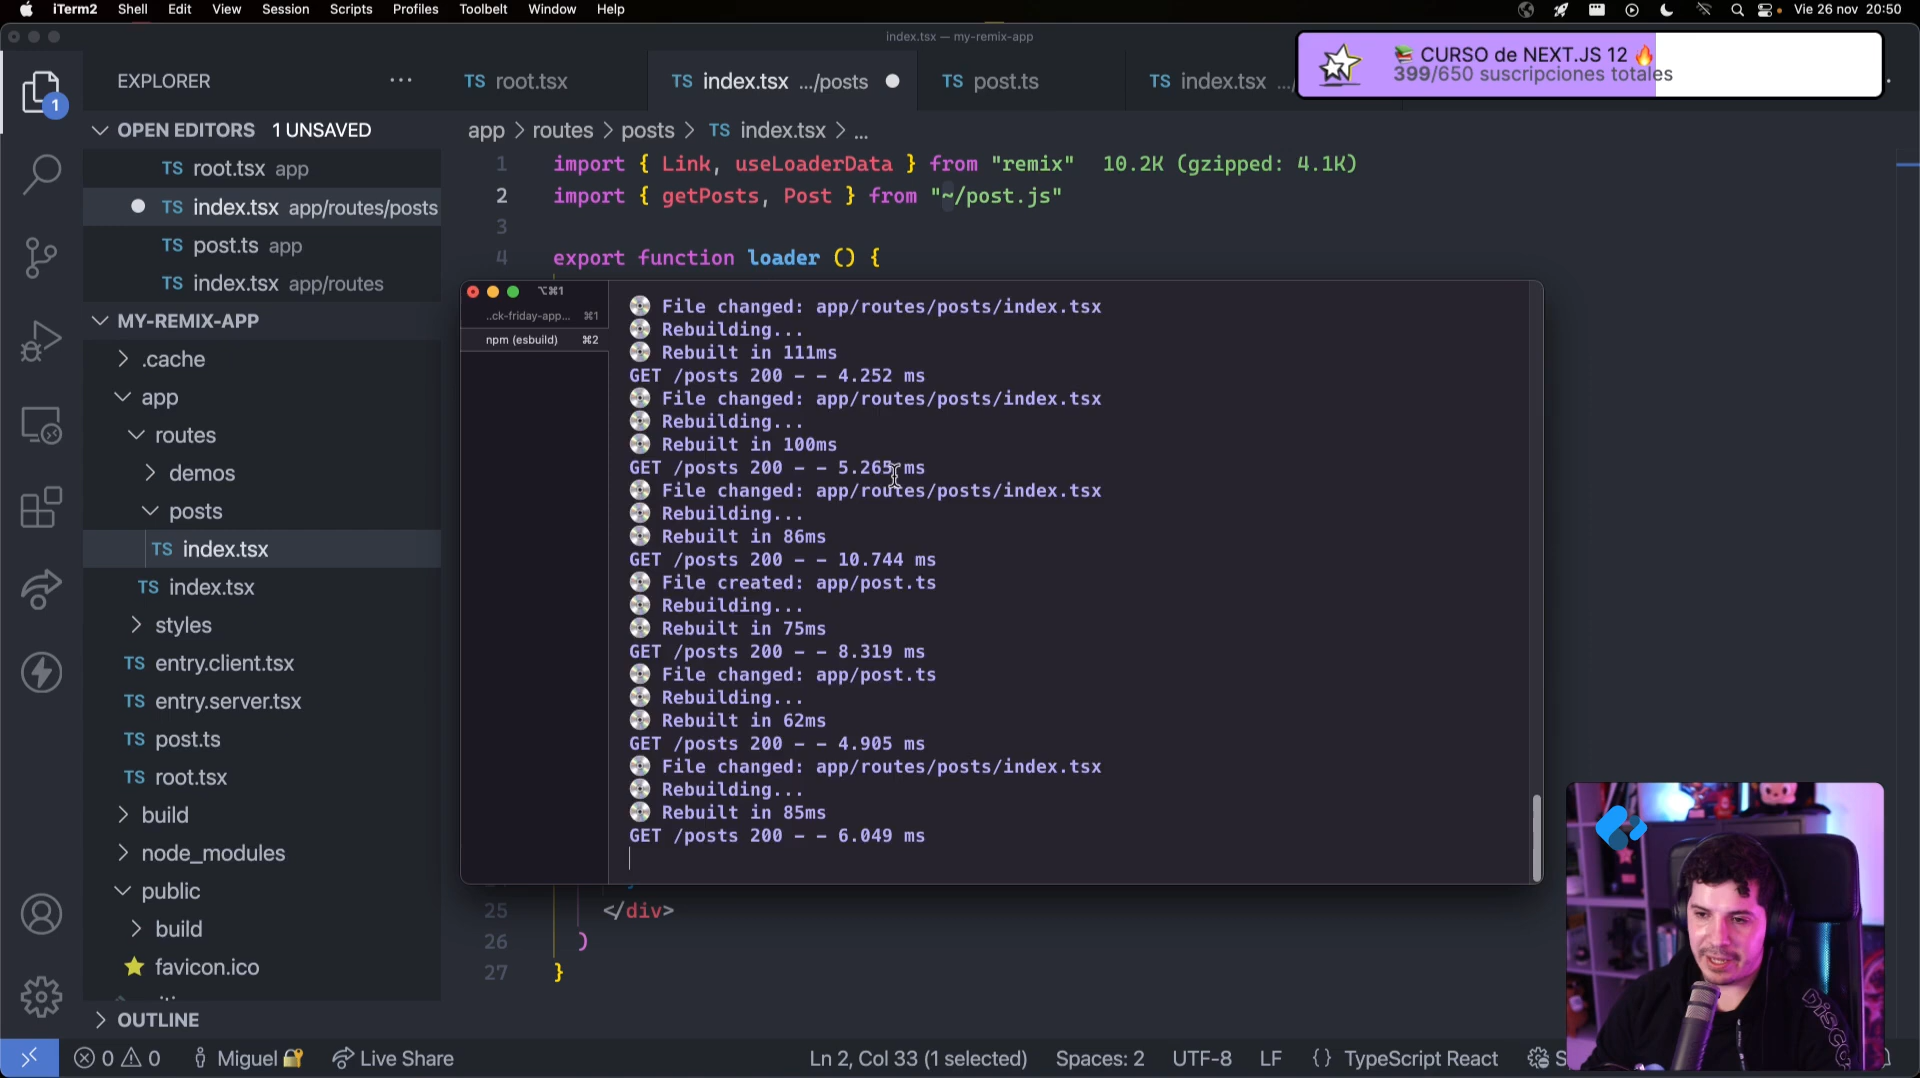 iTerm2 Shell Edit View Session Scripts Profiles Toolbelt Window Help Vie 26 nov 20:50
index.tsx — my-remix-app
CURSO de NEXT.JS 12
399/650 suscripciones totales
EXPLORER ...
TS root.tsx
TS index.tsx .../posts
TS post.ts
TS index.tsx
1
OPEN EDITORS 1 UNSAVED
TS root.tsx app
TS index.tsx app/routes/posts
TS post.ts app
TS index.tsx app/routes
MY-REMIX-APP
.cache
app
routes
demos
posts
TS index.tsx
TS index.tsx
styles
TS entry.client.tsx
TS entry.server.tsx
TS post.ts
TS root.tsx
build
node_modules
public
build
favicon.ico
OUTLINE
app > routes > posts > TS index.tsx > ...
1 import { Link, useLoaderData } from "remix" 10.2K (gzipped: 4.1K)
2 import { getPosts, Post } from "~/post.js"
3
4 export function loader () {
⌥⌘1
..ck-friday-app... ⌘1
npm (esbuild) ⌘2
File changed: app/routes/posts/index.tsx
Rebuilding...
Rebuilt in 111ms
GET /posts 200 - - 4.252 ms
File changed: app/routes/posts/index.tsx
Rebuilding...
Rebuilt in 100ms
GET /posts 200 - - 5.265 ms
File changed: app/routes/posts/index.tsx
Rebuilding...
Rebuilt in 86ms
GET /posts 200 - - 10.744 ms
File created: app/post.ts
Rebuilding...
Rebuilt in 75ms
GET /posts 200 - - 8.319 ms
File changed: app/post.ts
Rebuilding...
Rebuilt in 62ms
GET /posts 200 - - 4.905 ms
File changed: app/routes/posts/index.tsx
Rebuilding...
Rebuilt in 85ms
GET /posts 200 - - 6.049 ms
25 </div>
26 )
27 }
0 0 Miguel Live Share Ln 2, Col 33 (1 selected) Spaces: 2 UTF-8 LF {} TypeScript React